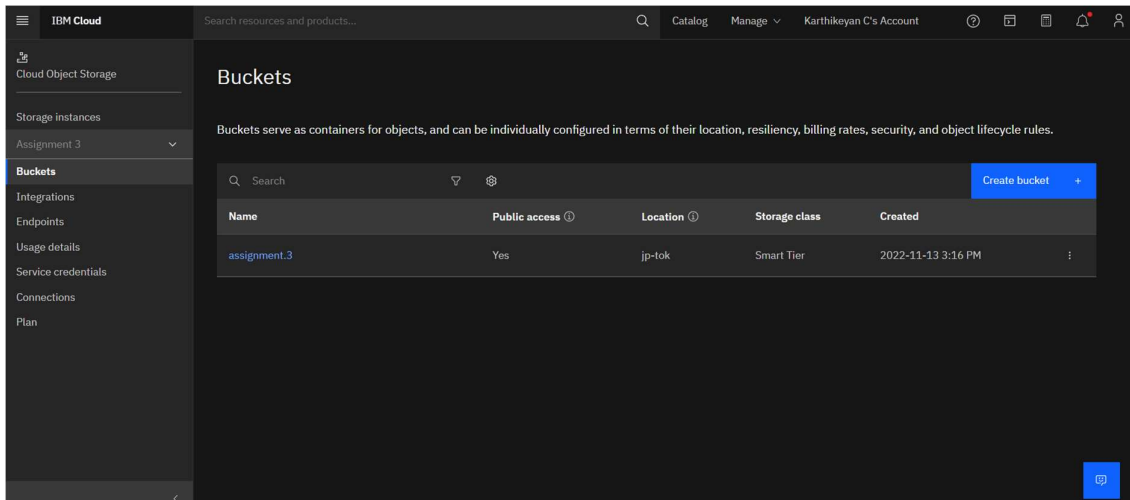 IBM Cloud
Search resources and products...
Catalog
Manage
Karthikeyan C's Account
Cloud Object Storage
Storage instances
Assignment 3
Buckets
Integrations
Endpoints
Usage details
Service credentials
Connections
Plan
Buckets
Buckets serve as containers for objects, and can be individually configured in terms of their location, resiliency, billing rates, security, and object lifecycle rules.
Search
Create bucket +
Name Public access Location Storage class Created
assignment.3 Yes jp-tok Smart Tier 2022-11-13 3:16 PM